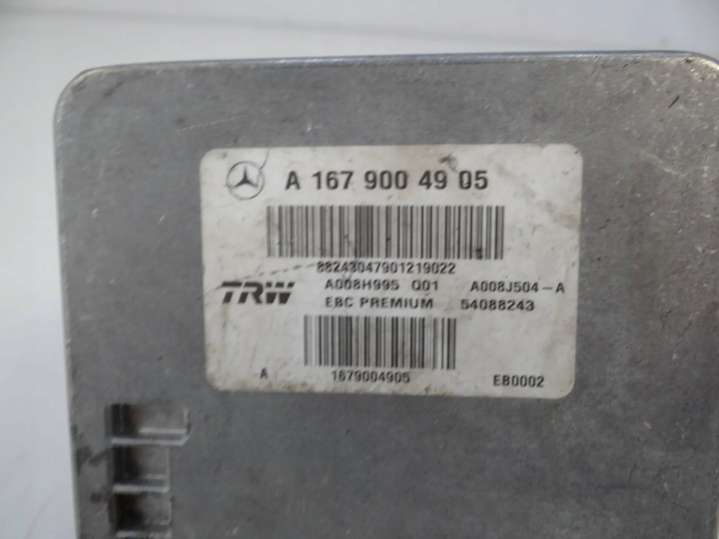 A 167 900 49 05
88243047901219022
TRW A008H995 Q01 A008J504-A
EBC PREMIUM 54088243
A 1679004905 EB0002